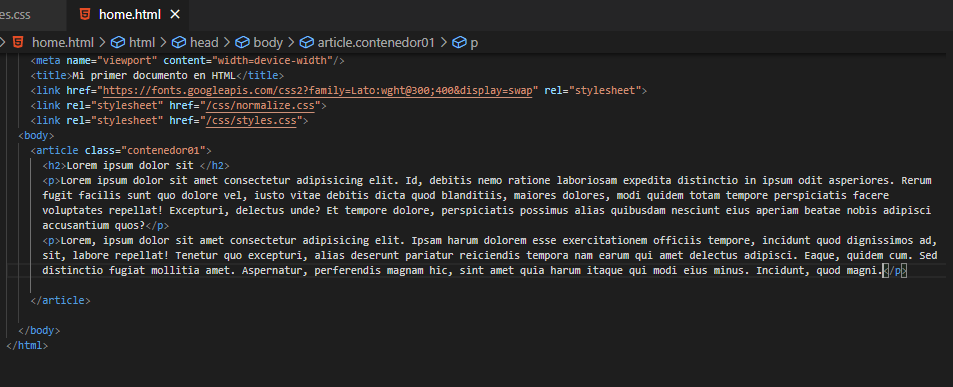 es.css home.html ×
> home.html > html > head > body > article.contenedor01 > p
<meta name="viewport" content="width=device-width"/>
<title>Mi primer documento en HTML</title>
<link href="https://fonts.googleapis.com/css2?family=Lato:wght@300;400&display=swap" rel="stylesheet">
<link rel="stylesheet" href="/css/normalize.css">
<link rel="stylesheet" href="/css/styles.css">
<body>
<article class="contenedor01">
<h2>Lorem ipsum dolor sit </h2>
<p>Lorem ipsum dolor sit amet consectetur adipisicing elit. Id, debitis nemo ratione laboriosam expedita distinctio in ipsum odit asperiores. Rerum
fugit facilis sunt quo dolore vel, iusto vitae debitis dicta quod blanditiis, maiores dolores, modi quidem totam tempore perspiciatis facere
voluptates repellat! Excepturi, delectus unde? Et tempore dolore, perspiciatis possimus alias quibusdam nesciunt eius aperiam beatae nobis adipisci
accusantium quos?</p>
<p>Lorem, ipsum dolor sit amet consectetur adipisicing elit. Ipsam harum dolorem esse exercitationem officiis tempore, incidunt quod dignissimos ad,
sit, labore repellat! Tenetur quo excepturi, alias deserunt pariatur reiciendis tempora nam earum qui amet delectus adipisci. Eaque, quidem cum. Sed
distinctio fugiat mollitia amet. Aspernatur, perferendis magnam hic, sint amet quia harum itaque qui modi eius minus. Incidunt, quod magni.</p>
</article>
</body>
</html>